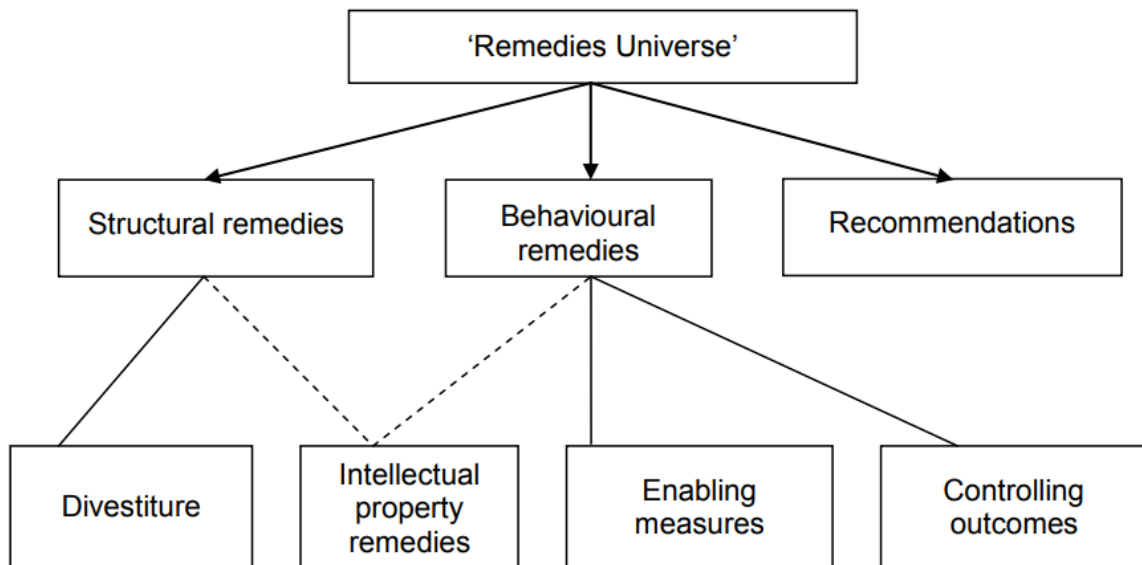 ‘Remedies Universe’
Structural remedies
Behavioural
remedies
Recommendations
Divestiture
Intellectual
property
remedies
Enabling
measures
Controlling
outcomes